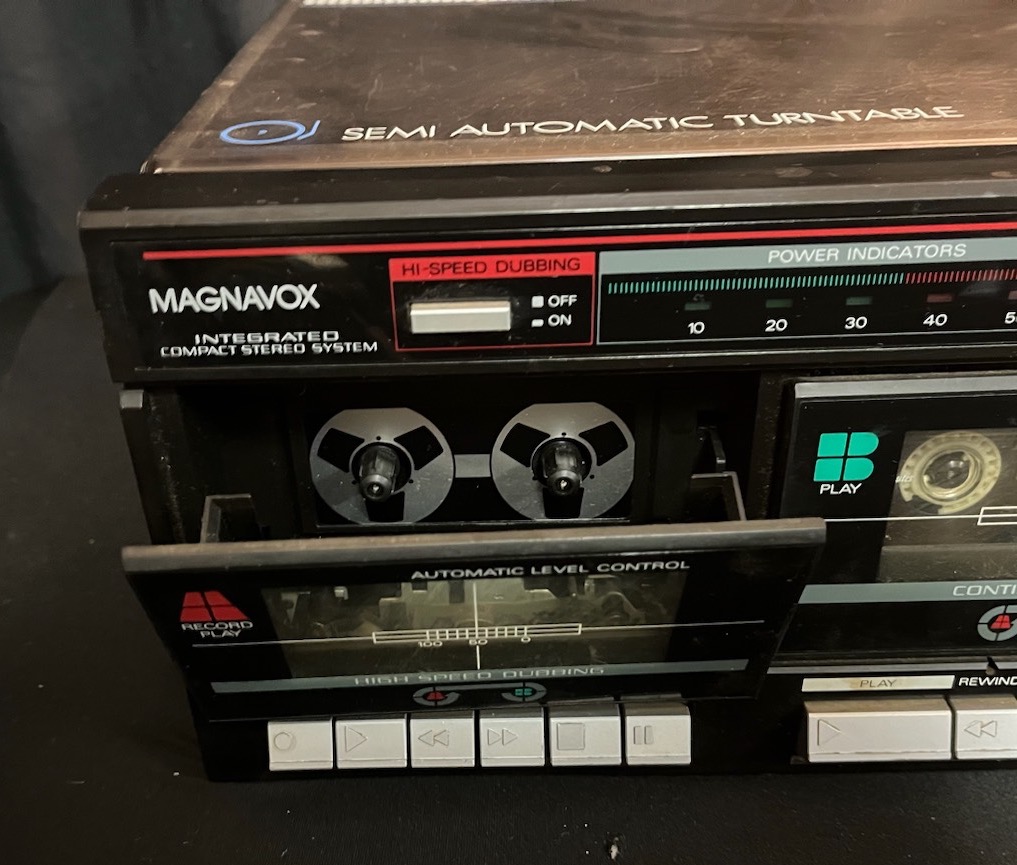 SEMI AUTOMATIC TURNTABLE
MAGNAVOX
INTEGRATED
COMPACT STEREO SYSTEM
HI-SPEED DUBBING
OFF
ON
POWER INDICATORS
10 20 30 40
PLAY
AUTOMATIC LEVEL CONTROL
RECORD
PLAY
100 50 0
HIGH SPEED DUBBING
CONTI
PLAY REWIND